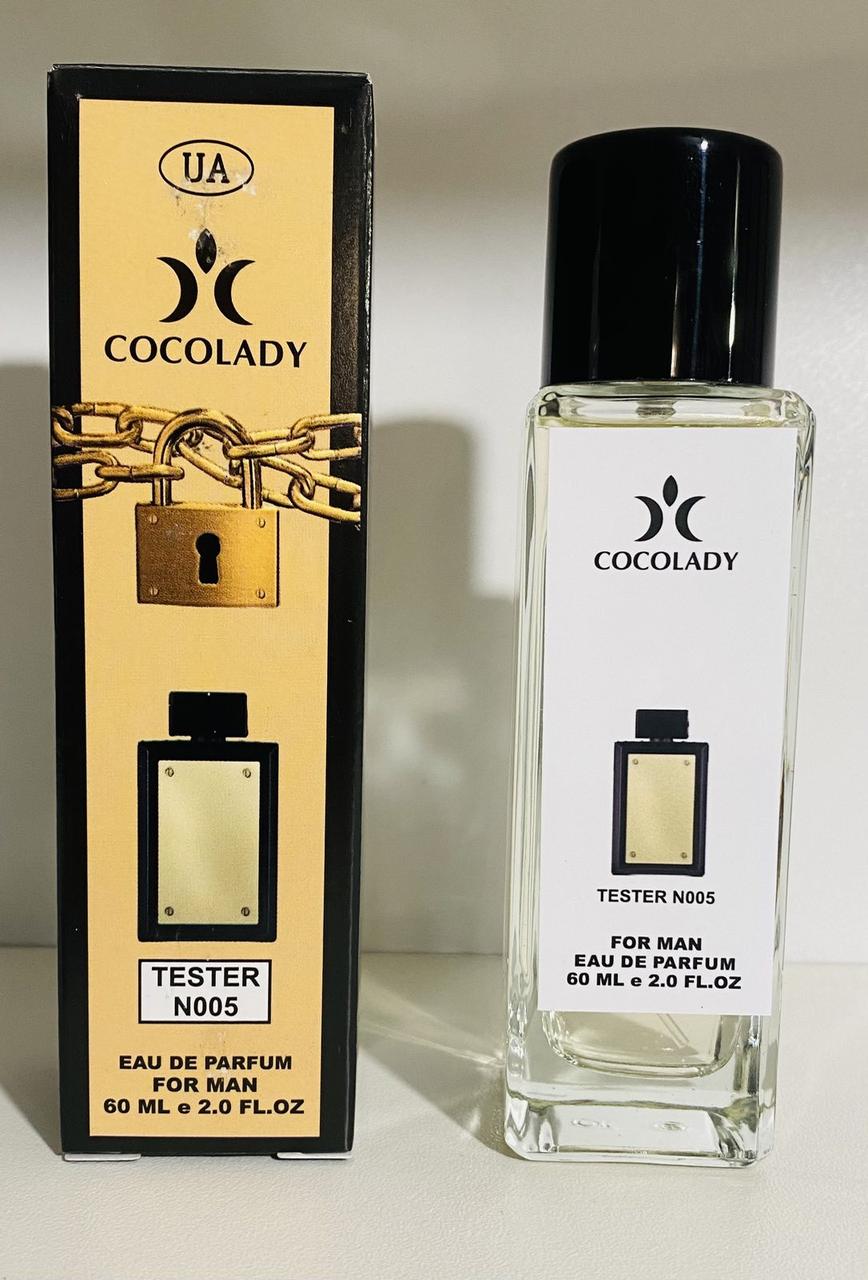 UA
COCOLADY
TESTER
N005
EAU DE PARFUM
FOR MAN
60 ML e 2.0 FL.OZ
COCOLADY
TESTER N005
FOR MAN
EAU DE PARFUM
60 ML e 2.0 FL.OZ